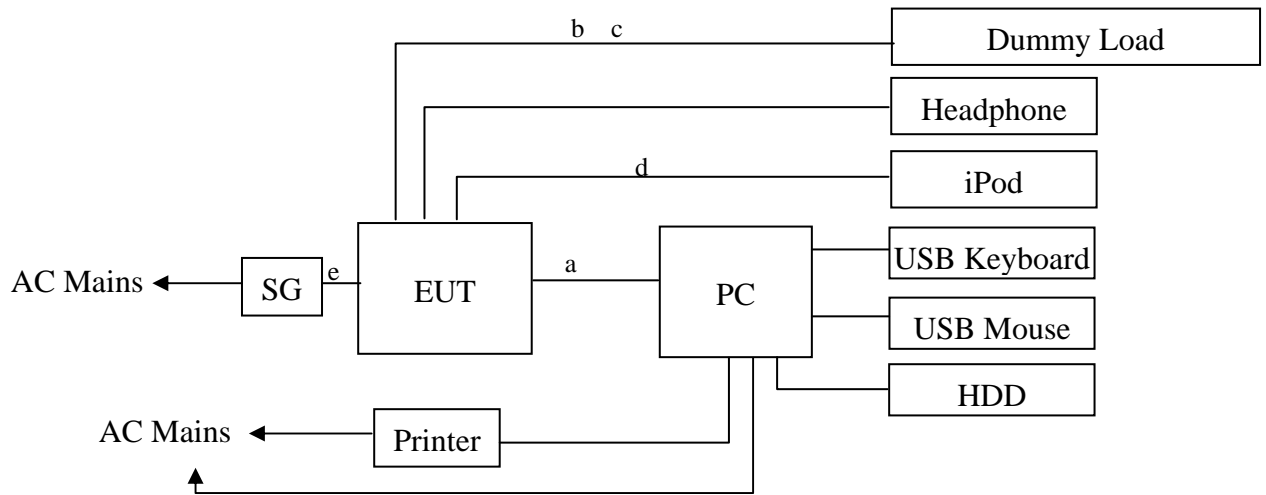 b c
Dummy Load
Headphone
d
iPod
AC Mains
SG
e
EUT
a
PC
USB Keyboard
USB Mouse
HDD
AC Mains
Printer